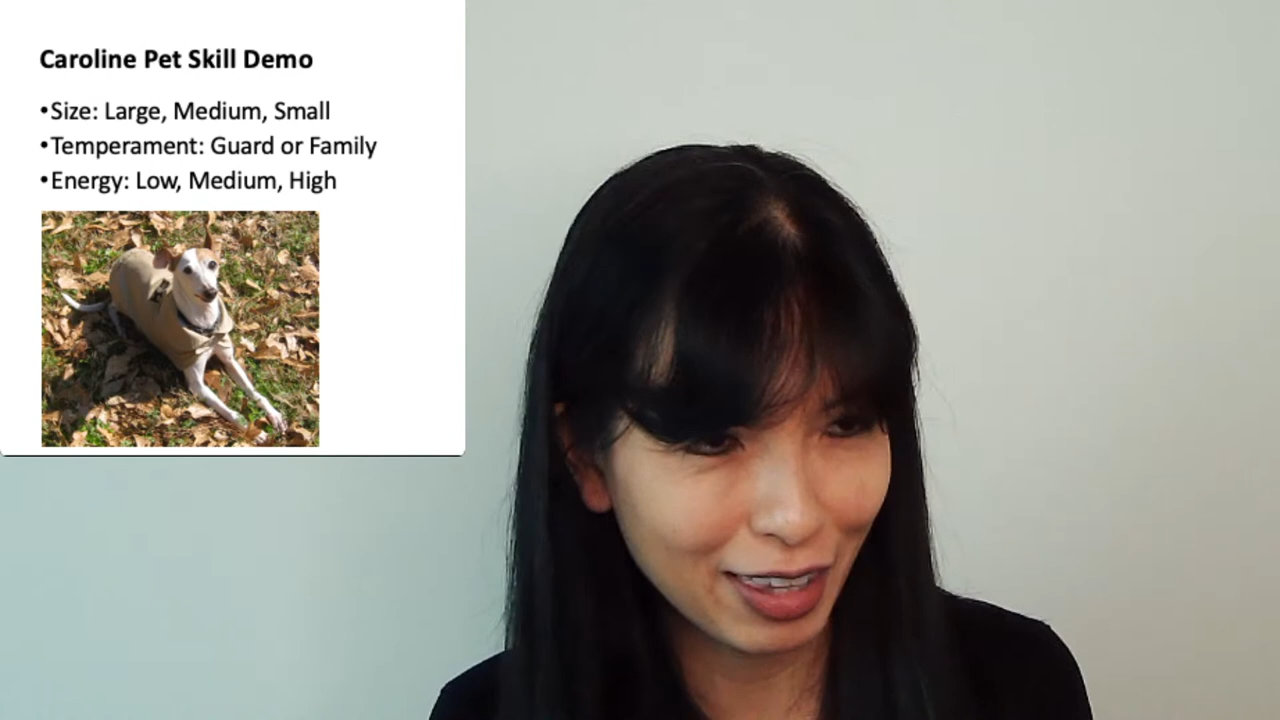 Caroline Pet Skill Demo
•Size: Large, Medium, Small
•Temperament: Guard or Family
•Energy: Low, Medium, High